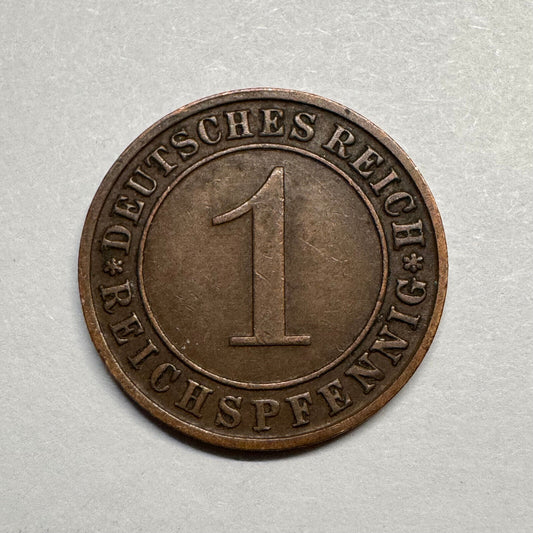 DEUTSCHES REICH
1
* REICHSPFENNIG *